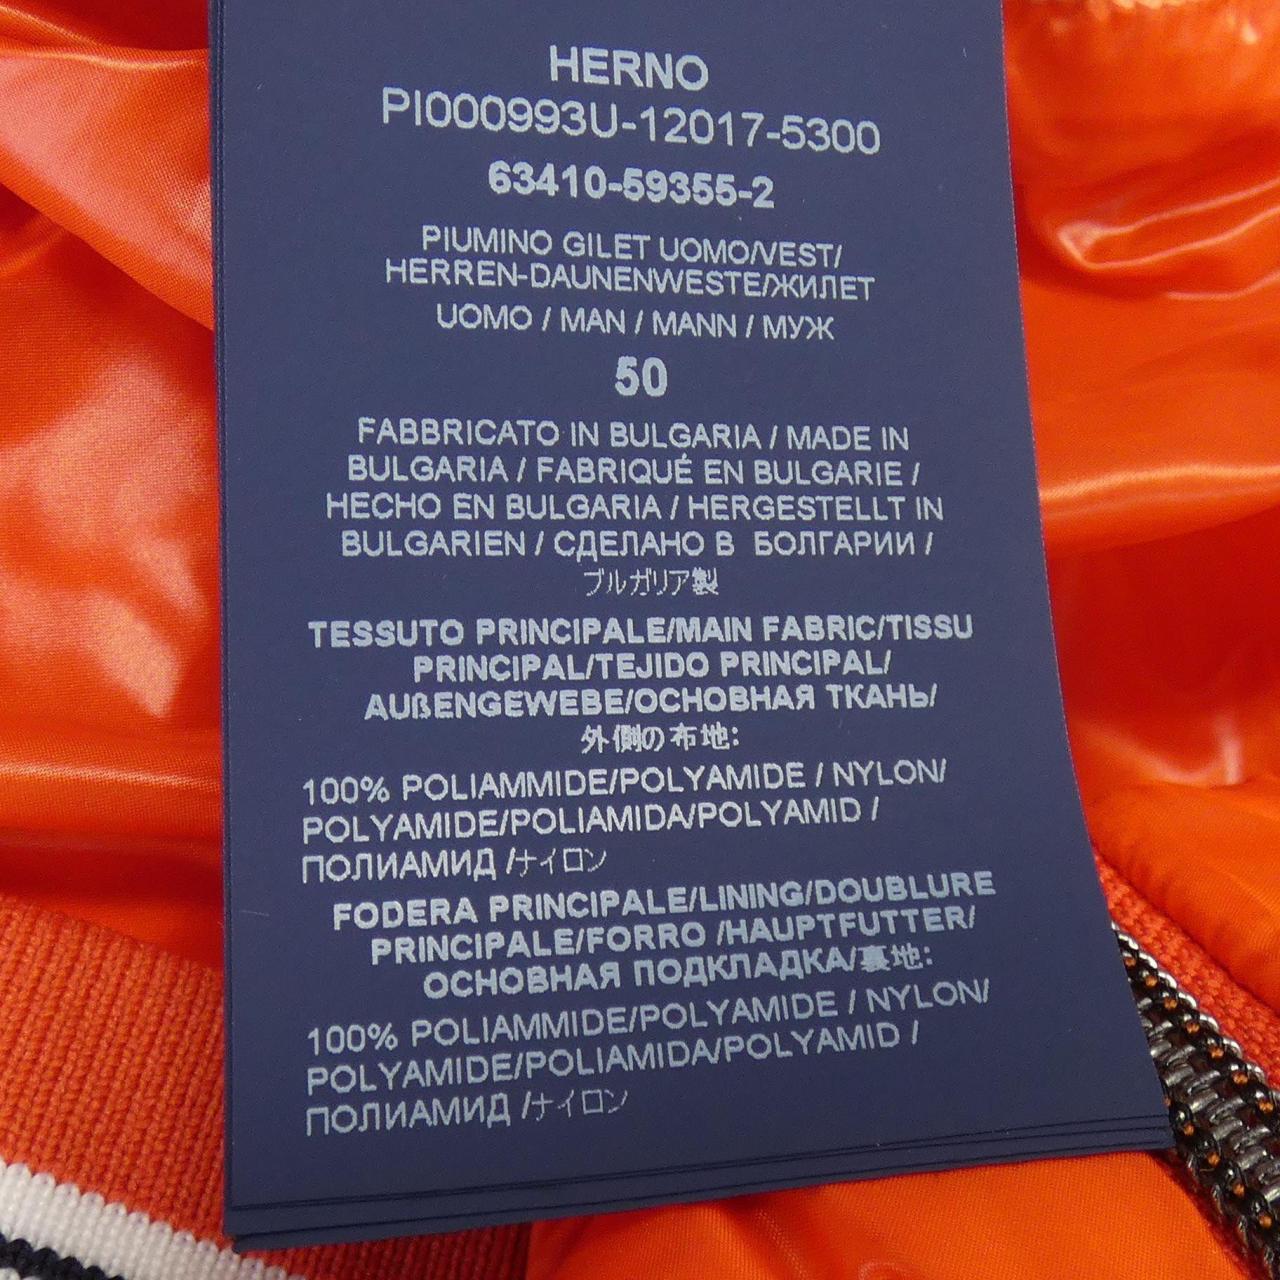 HERNO
PI000993U-12017-5300
63410-59355-2
PIUMINO GILET UOMO/VEST/
HERREN-DAUNENWESTE/ЖИЛЕТ
UOMO / MAN / MANN / МУЖ
50
FABBRICATO IN BULGARIA / MADE IN
BULGARIA / FABRIQUÉ EN BULGARIE /
HECHO EN BULGARIA / HERGESTELLT IN
BULGARIEN / СДЕЛАНО В БОЛГАРИИ /
ブルガリア製
TESSUTO PRINCIPALE/MAIN FABRIC/TISSU
PRINCIPAL/TEJIDO PRINCIPAL/
AUßENGEWEBE/ОСНОВНАЯ ТКАНЬ/
外側の布地:
100% POLIAMMIDE/POLYAMIDE / NYLON/
POLYAMIDE/POLIAMIDA/POLYAMID /
ПОЛИАМИД /ナイロン
FODERA PRINCIPALE/LINING/DOUBLURE
PRINCIPALE/FORRO /HAUPTFUTTER/
ОСНОВНАЯ ПОДКЛАДКА/裏地:
100% POLIAMMIDE/POLYAMIDE / NYLON/
POLYAMIDE/POLIAMIDA/POLYAMID /
ПОЛИАМИД /ナイロン